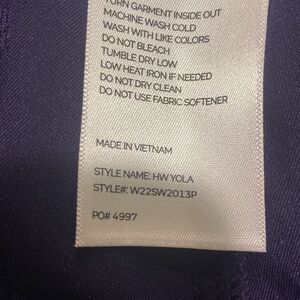 TURN GARMENT INSIDE OUT
MACHINE WASH COLD
WASH WITH LIKE COLORS
DO NOT BLEACH
TUMBLE DRY LOW
LOW HEAT IRON IF NEEDED
DO NOT DRY CLEAN
DO NOT USE FABRIC SOFTENER
MADE IN VIETNAM
STYLE NAME: HW YOLA
STYLE#: W22SW2013P
PO# 4997